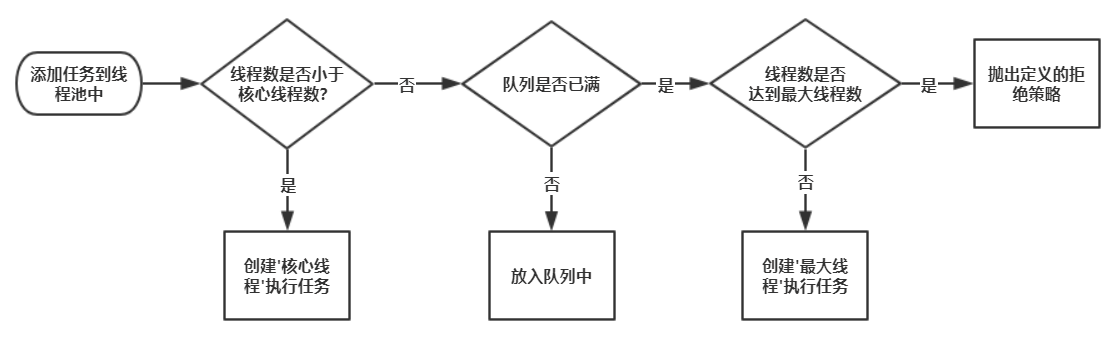 添加任务到线
程池中
线程数是否小于
核心线程数？
否
队列是否已满
是
线程数是否
达到最大线程数
是
抛出定义的拒
绝策略
是
否
否
创建'核心线
程'执行任务
放入队列中
创建'最大线
程'执行任务